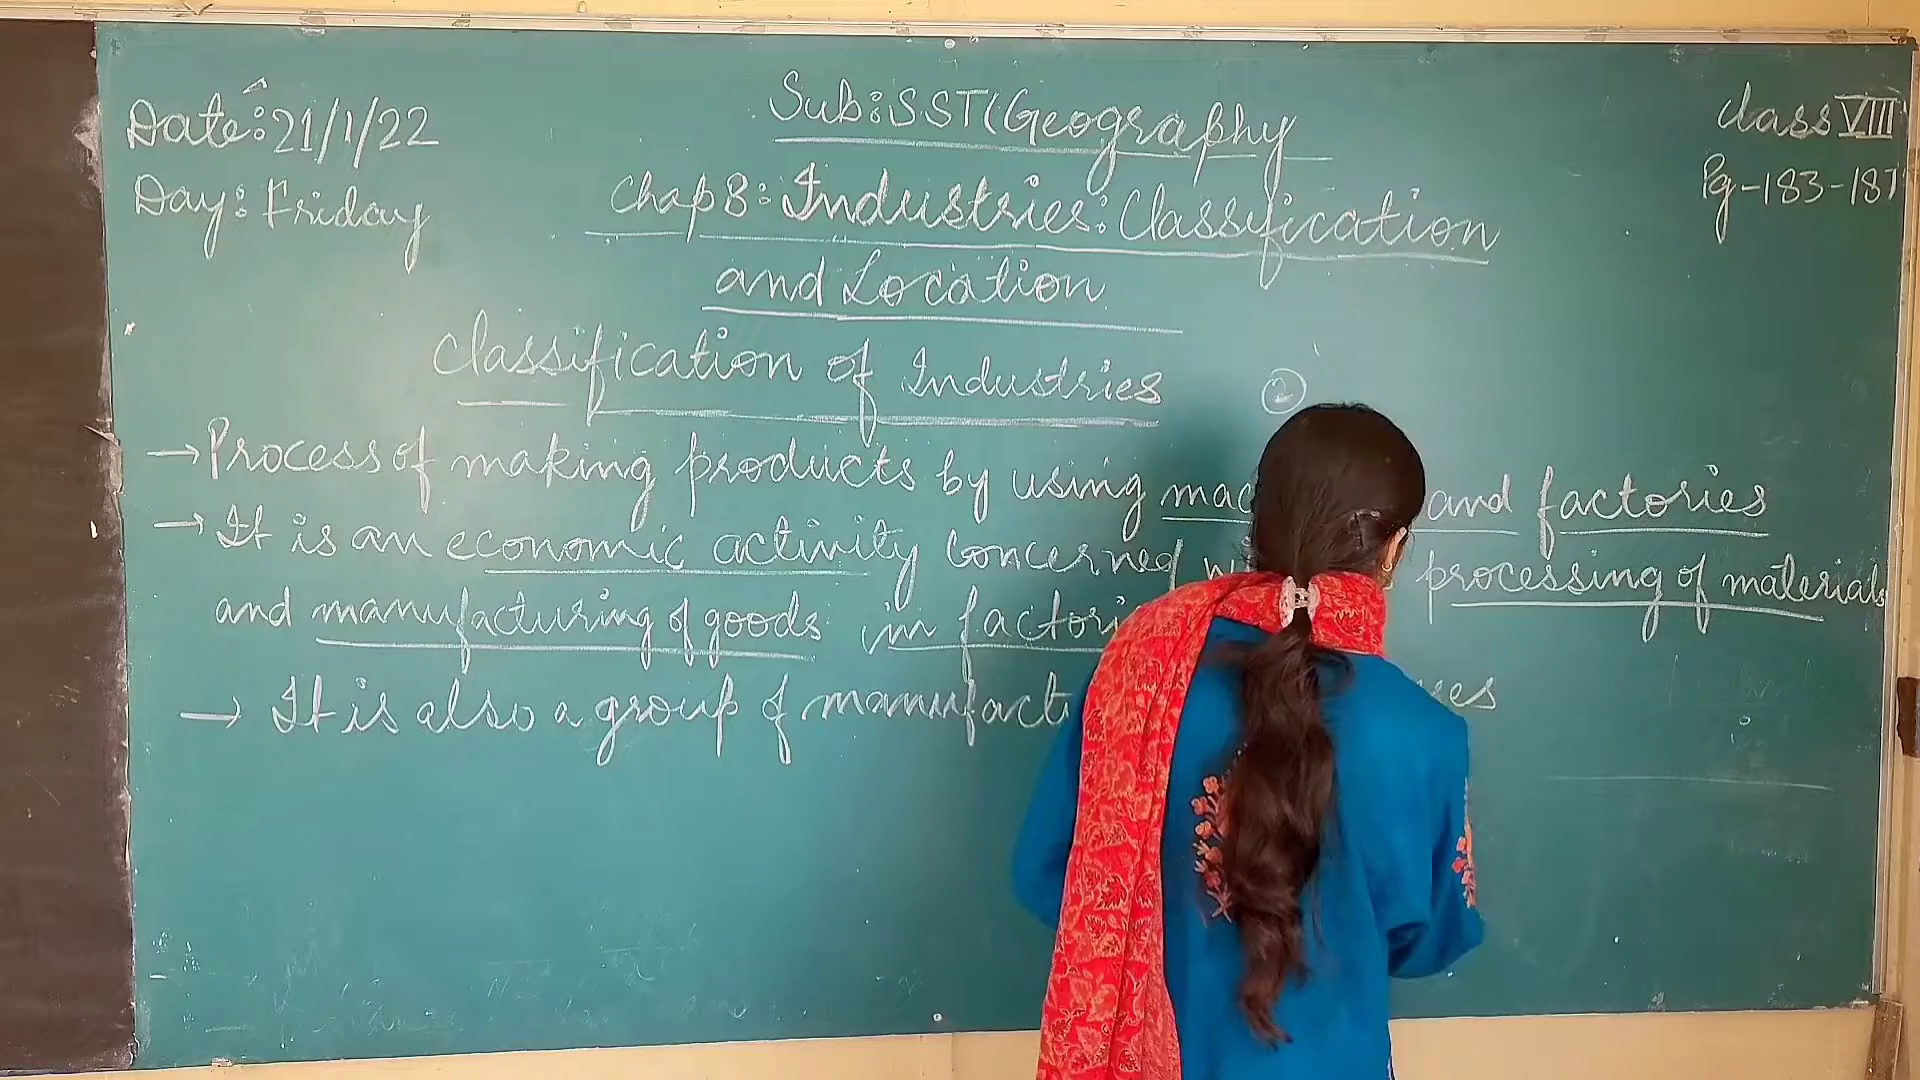 Date: 21/1/22
Day: Friday
Sub: SST (Geography
Chap 8: Industries: Classification
and Location
Class VIII
Pg-183-187
Classification of Industries
②
→ Process of making products by using and factories
→ It is an economic activity concerned processing of materials
and manufacturing of goods in
→ It is also a group of